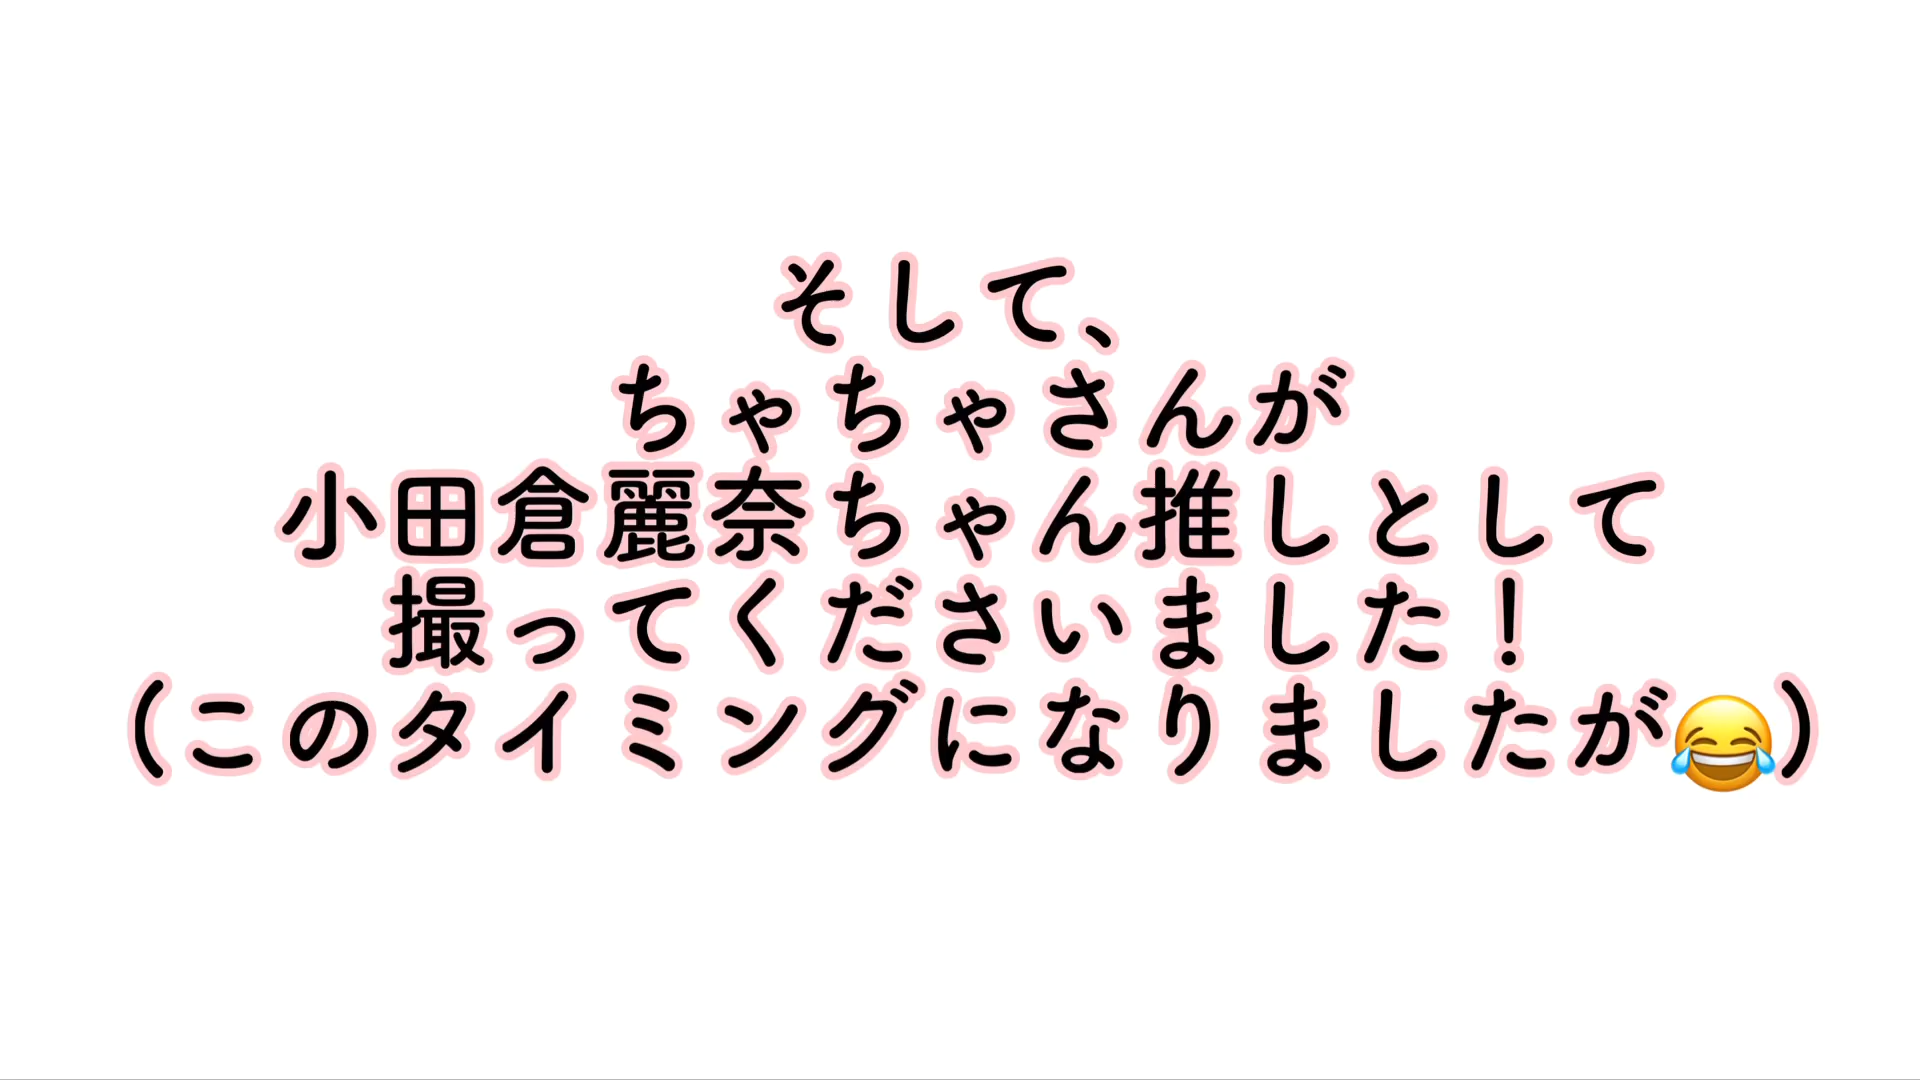 そして、
ちゃちゃさんが
小田倉麗奈ちゃん推しとして
撮ってくださいました！
（このタイミングになりましたが😂）